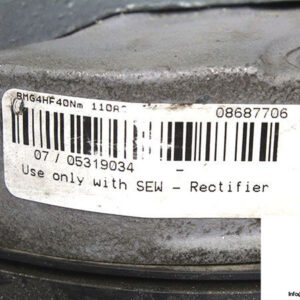 BMG4HF40Nm 110AC 08687706
07 / 05319034 -
Use only with SEW - Rectifier